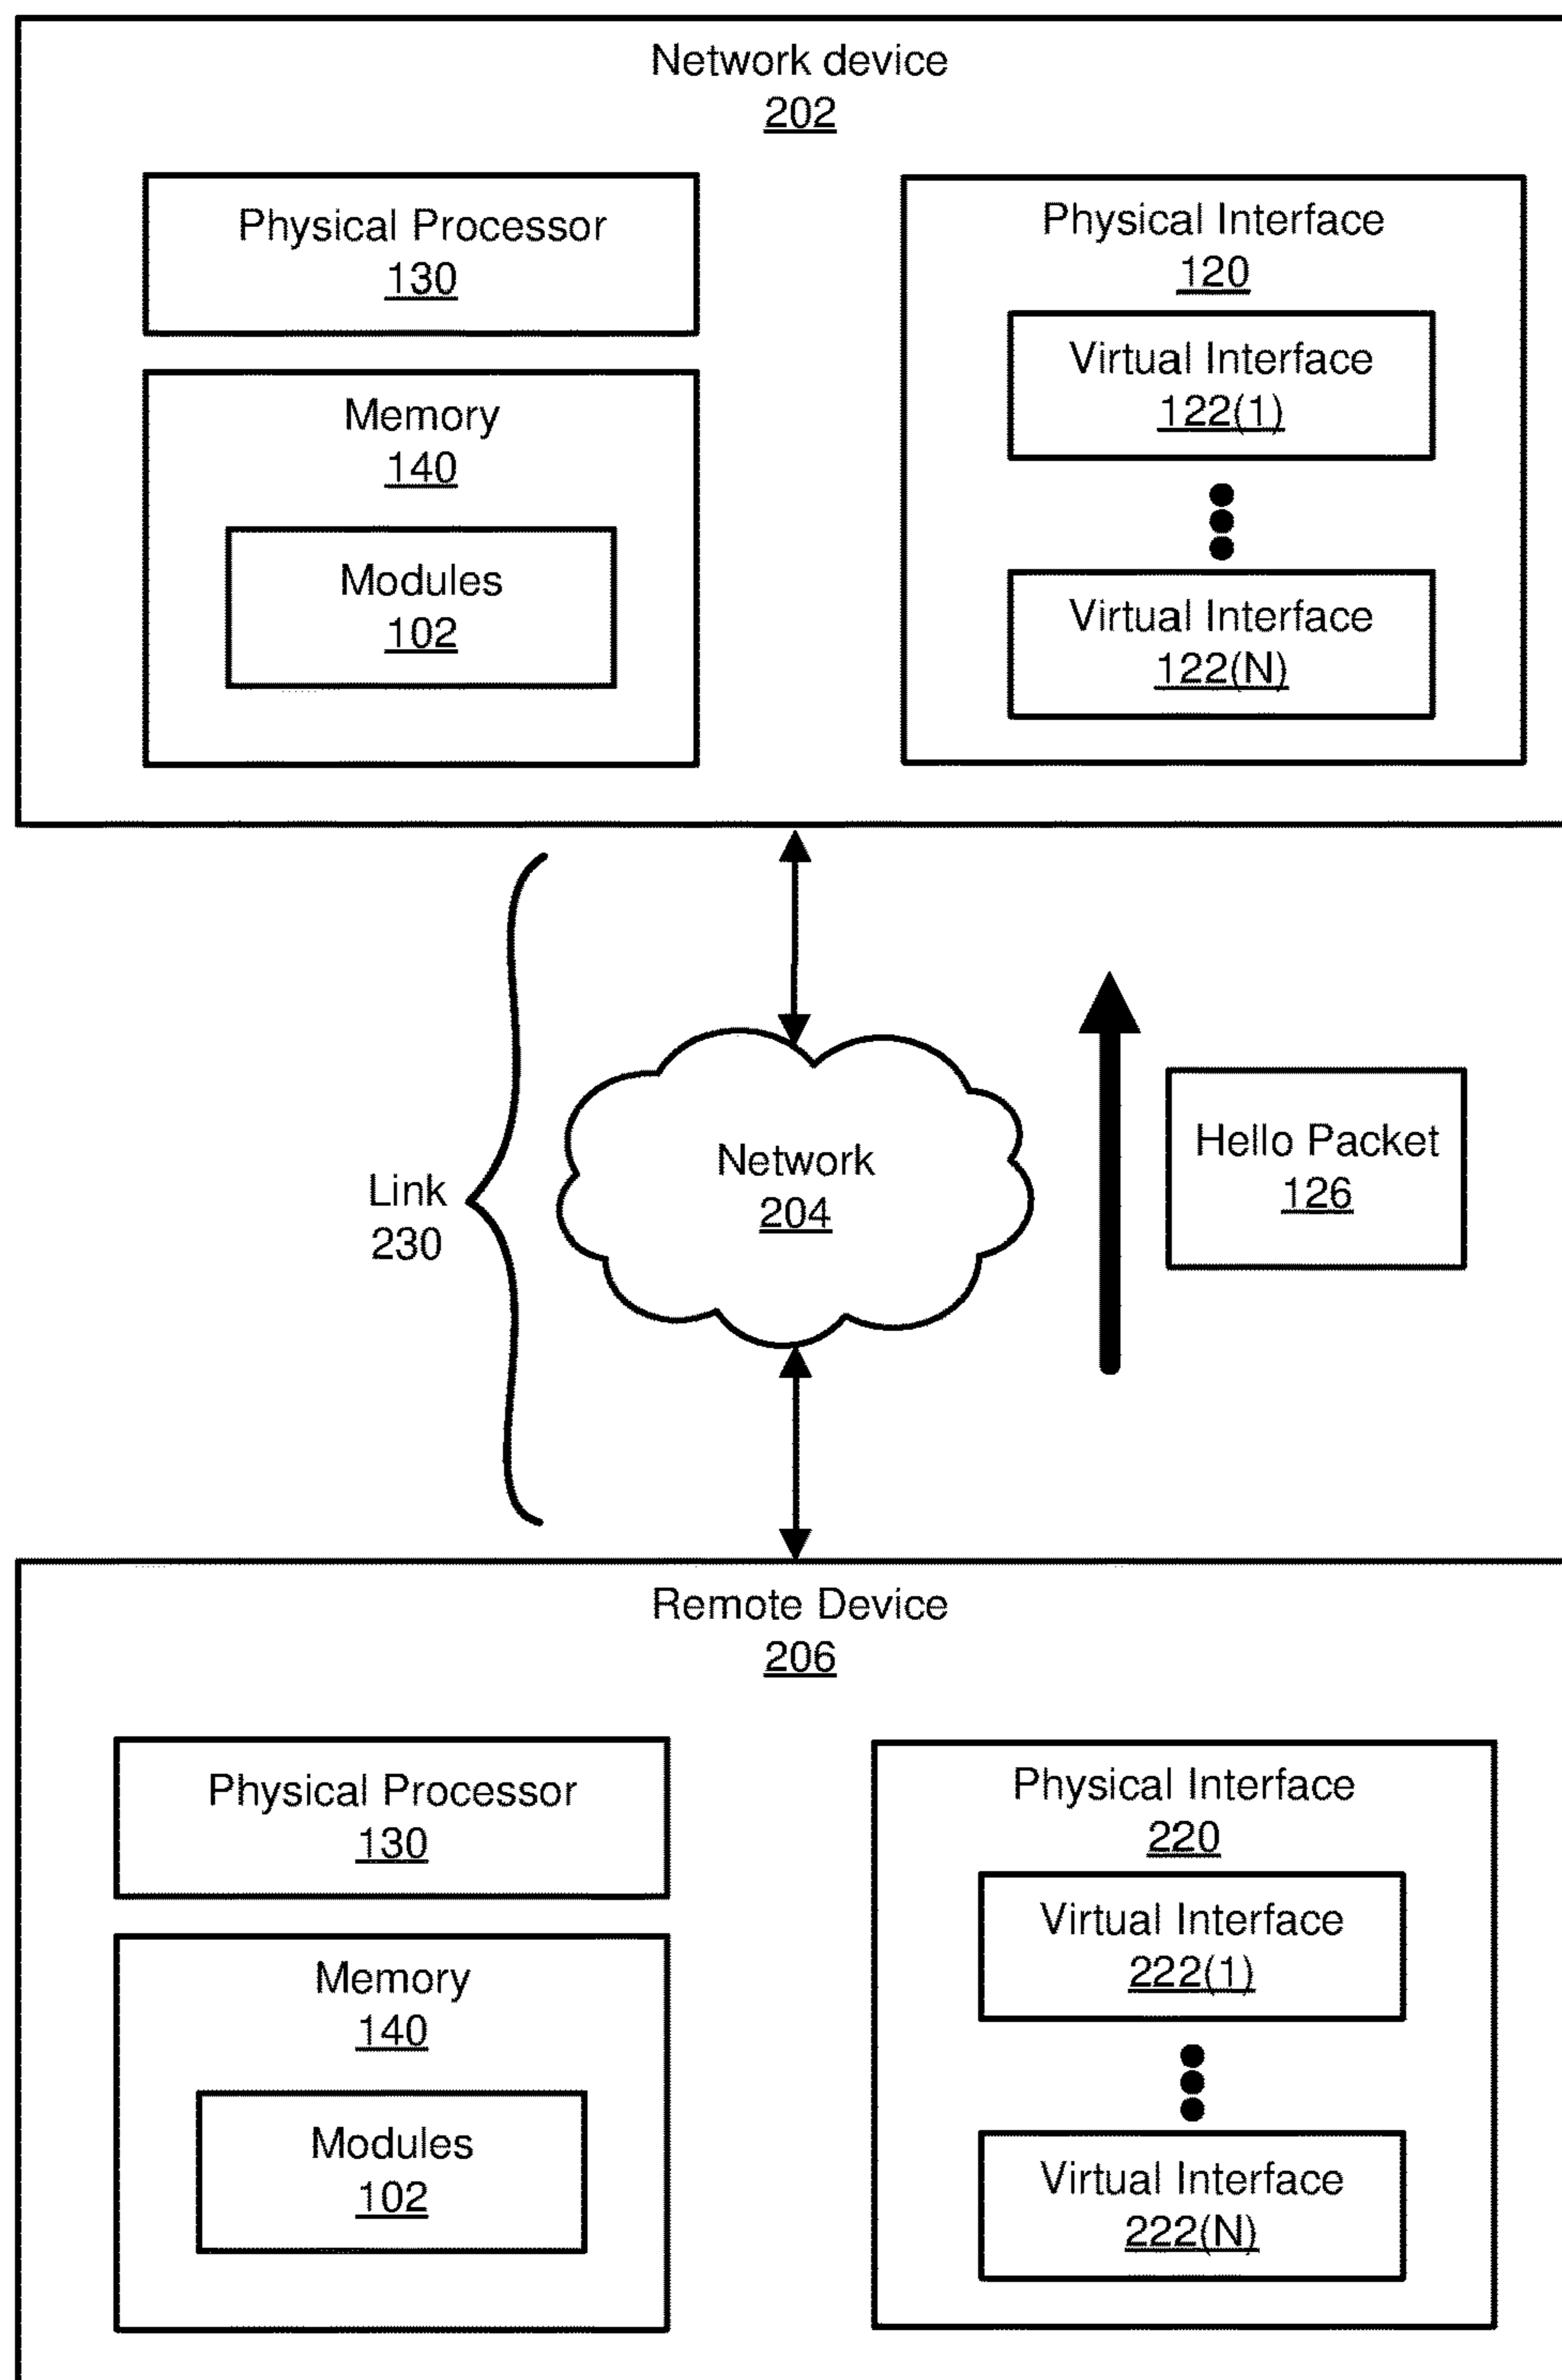 Network device
202
Physical Processor
130
Memory
140
Modules
102
Physical Interface
120
Virtual Interface
122(1)
Virtual Interface
122(N)
Link
230
Network
204
Hello Packet
126
Remote Device
206
Physical Processor
130
Memory
140
Modules
102
Physical Interface
220
Virtual Interface
222(1)
Virtual Interface
222(N)